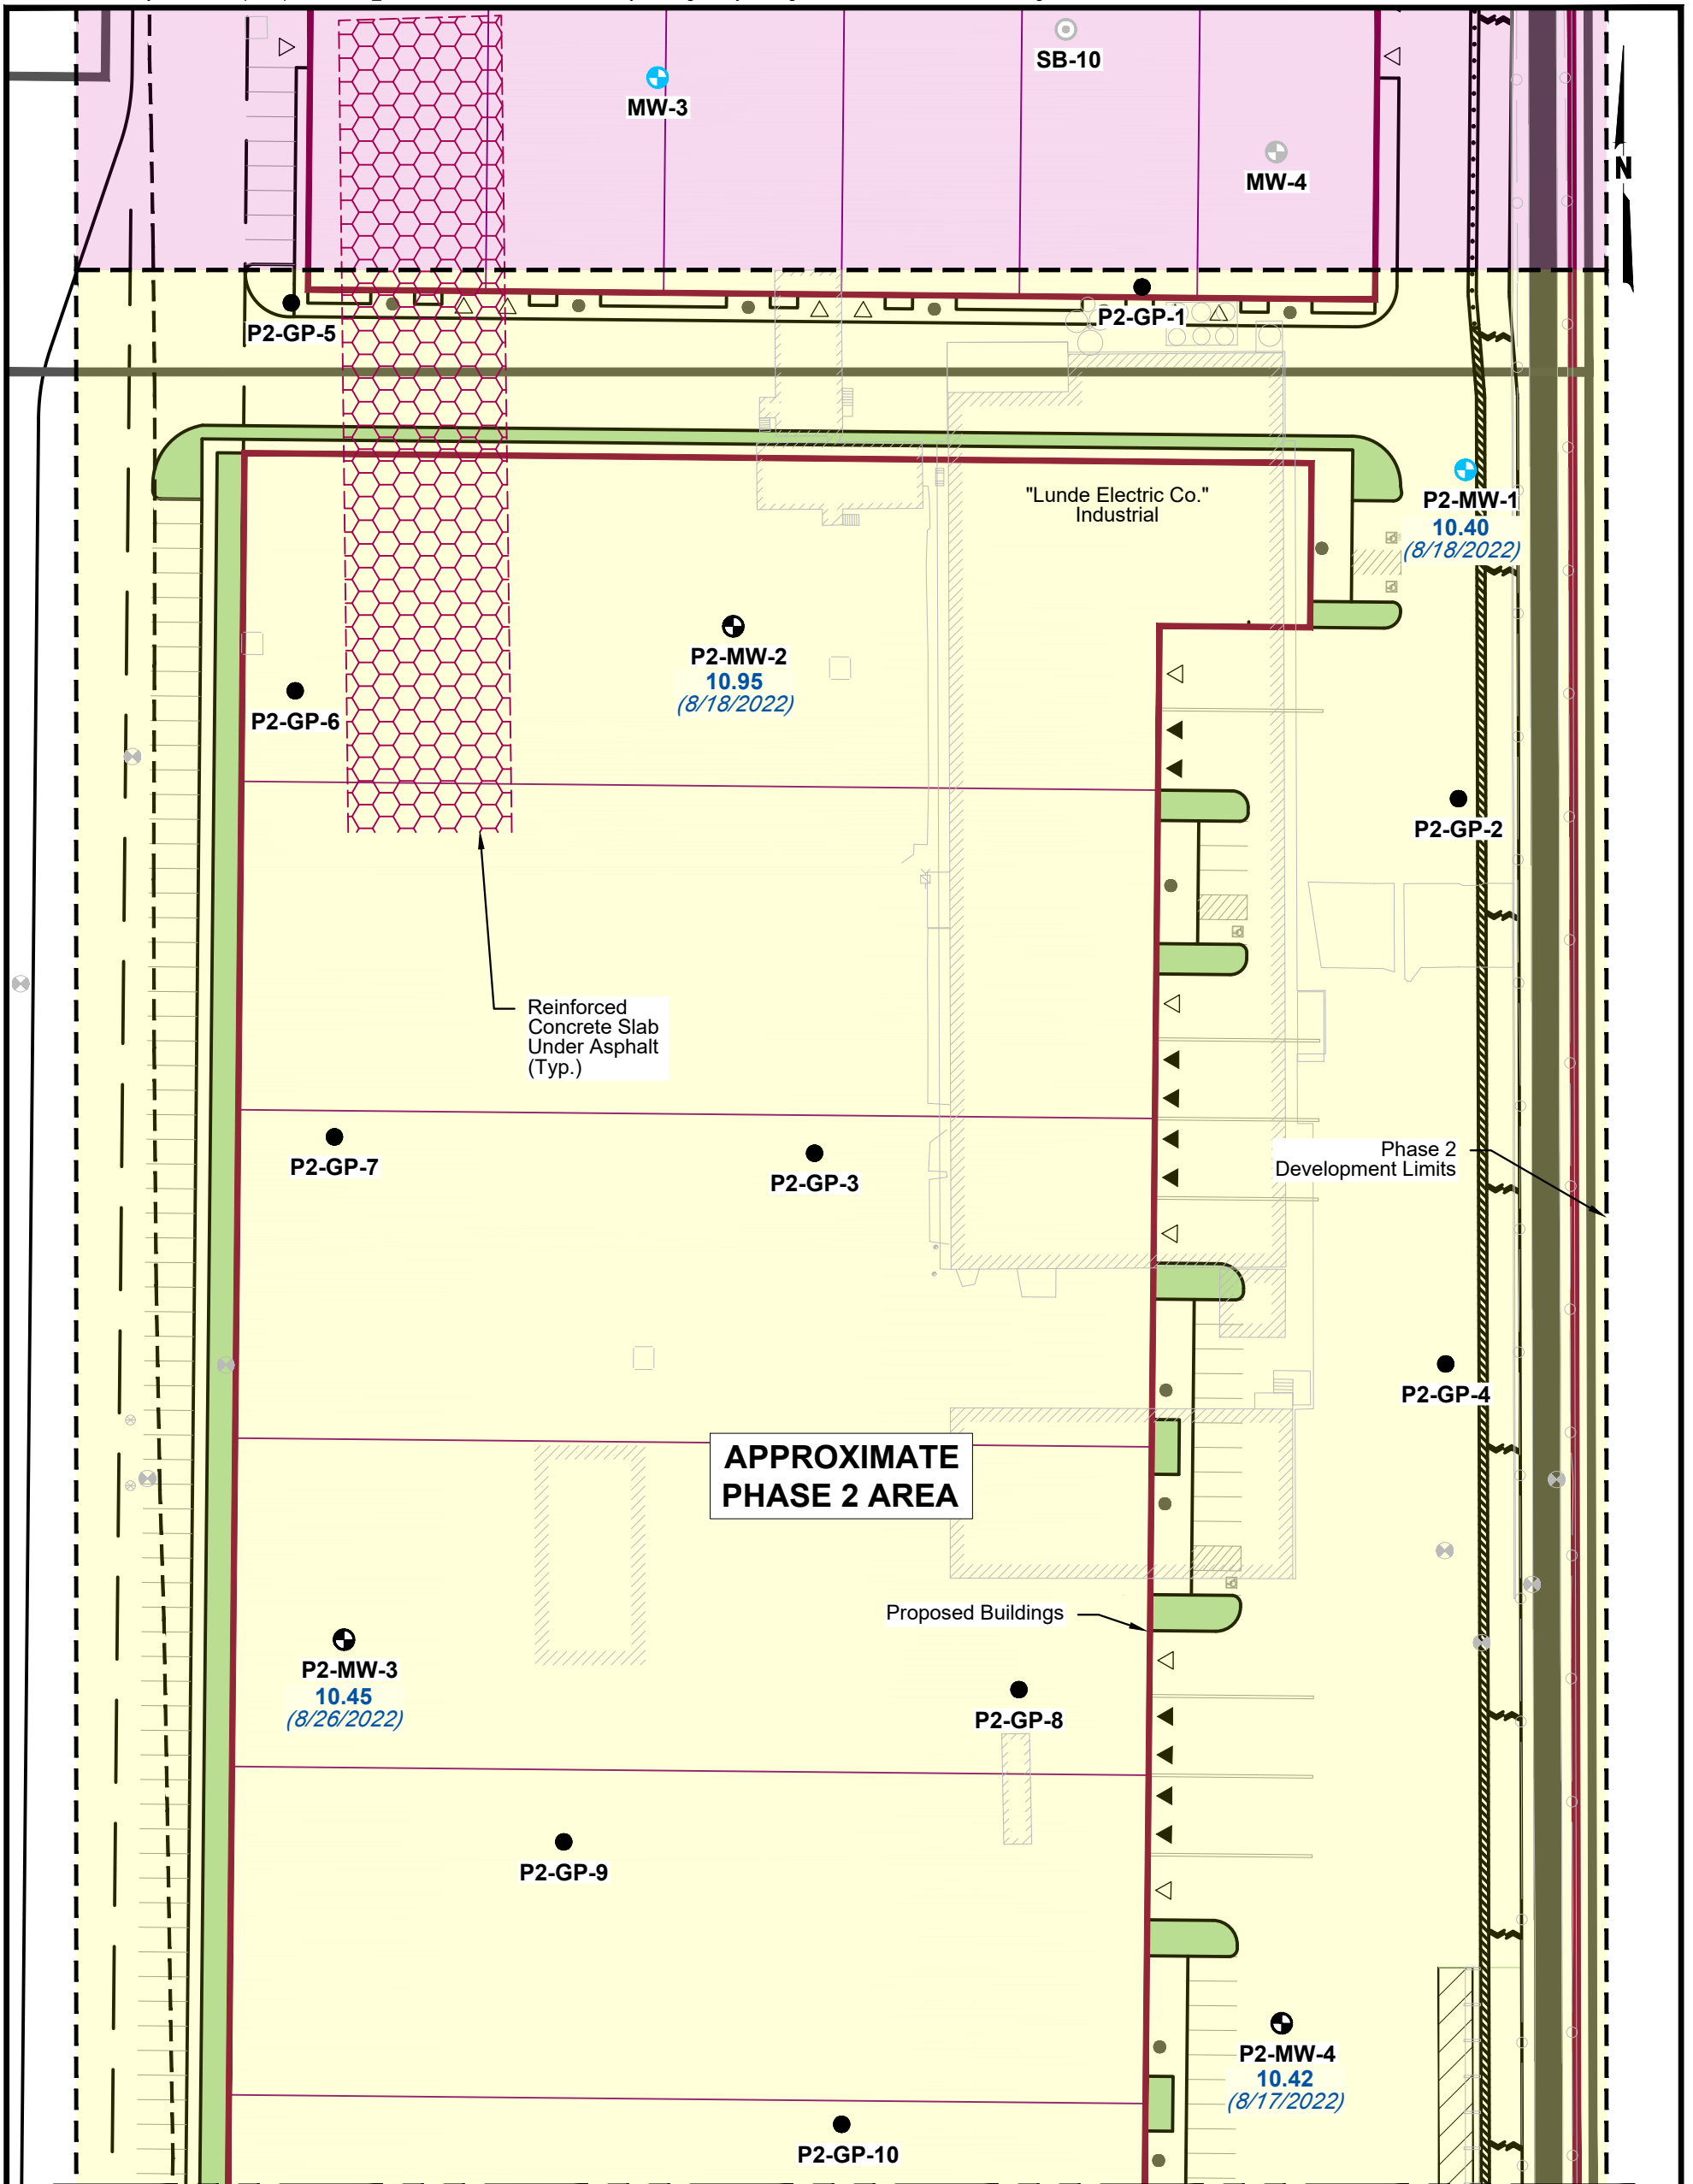 SB-10
MW-3
MW-4
N
P2-GP-5
P2-GP-1
"Lunde Electric Co."
Industrial
P2-MW-1
10.40
(8/18/2022)
P2-MW-2
10.95
(8/18/2022)
P2-GP-6
P2-GP-2
Reinforced
Concrete Slab
Under Asphalt
(Typ.)
Phase 2
Development Limits
P2-GP-7
P2-GP-3
P2-GP-4
APPROXIMATE
PHASE 2 AREA
Proposed Buildings
P2-MW-3
10.45
(8/26/2022)
P2-GP-8
P2-GP-9
P2-MW-4
10.42
(8/17/2022)
P2-GP-10